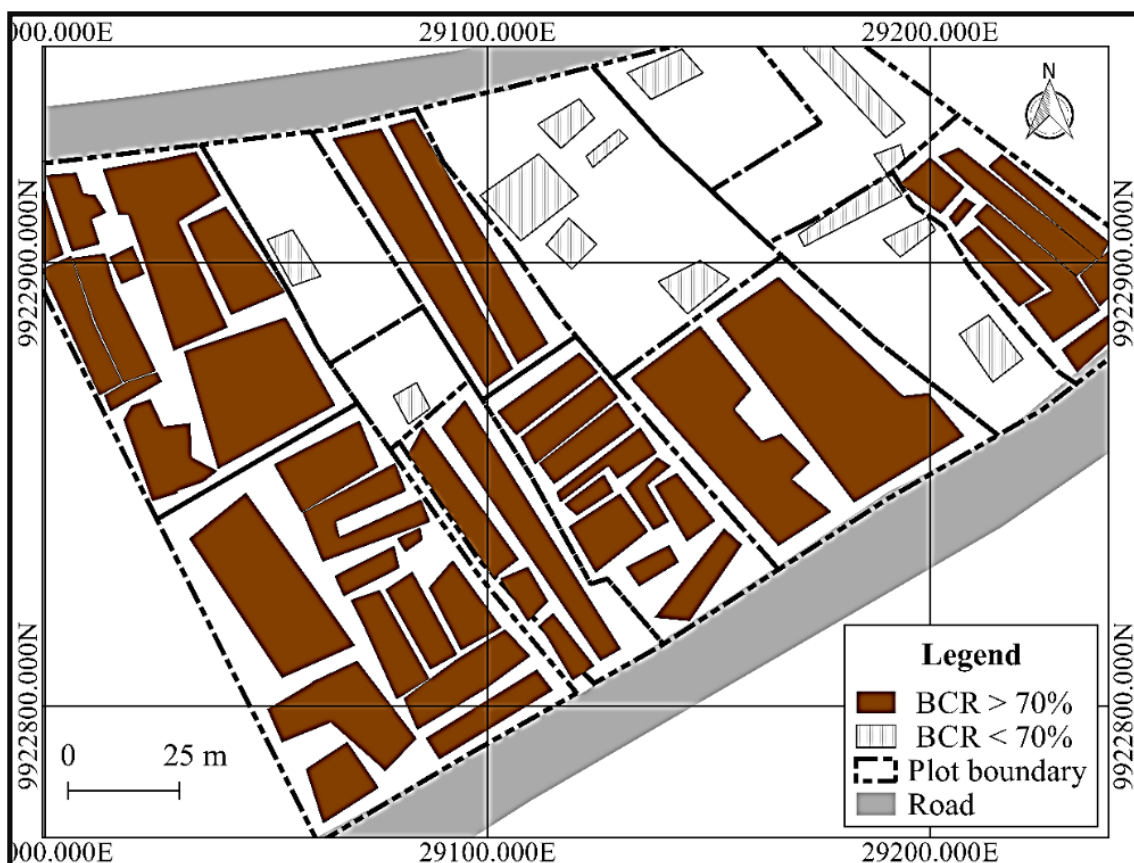 000.000E 29100.000E 29200.000E
N
9922900.000N 9922900.000N
9922800.000N 9922800.000N
Legend
BCR > 70%
BCR < 70%
Plot boundary
Road
0 25 m
000.000E 29100.000E 29200.000E